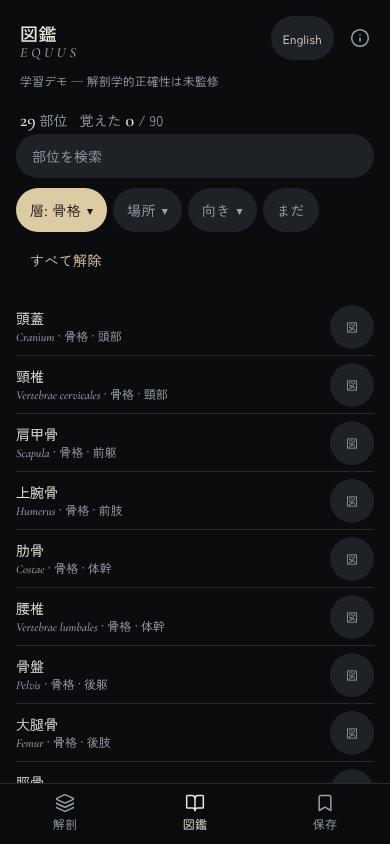 図鑑
EQUUS
English
学習デモ — 解剖学的正確性は未監修
29 部位 覚えた 0 / 90
部位を検索
層: 骨格 ▾ 場所 ▾ 向き ▾ まだ
すべて解除
頭蓋
Cranium · 骨格 · 頭部
図
頸椎
Vertebrae cervicales · 骨格 · 頸部
図
肩甲骨
Scapula · 骨格 · 前躯
図
上腕骨
Humerus · 骨格 · 前肢
図
肋骨
Costae · 骨格 · 体幹
図
腰椎
Vertebrae lumbales · 骨格 · 体幹
図
骨盤
Pelvis · 骨格 · 後躯
図
大腿骨
Femur · 骨格 · 後肢
図
解剖 図鑑 保存